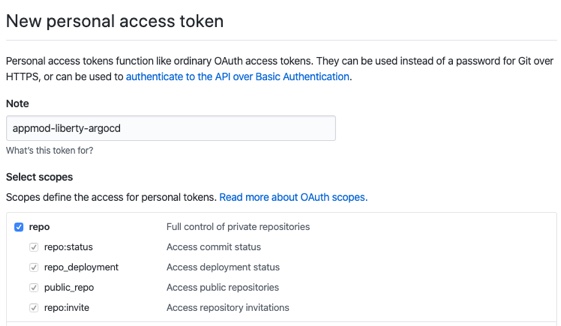 New personal access token
Personal access tokens function like ordinary OAuth access tokens. They can be used instead of a password for Git over
HTTPS, or can be used to authenticate to the API over Basic Authentication.
Note
appmod-liberty-argocd
What's this token for?
Select scopes
Scopes define the access for personal tokens. Read more about OAuth scopes.
repo Full control of private repositories
repo:status Access commit status
repo_deployment Access deployment status
public_repo Access public repositories
repo:invite Access repository invitations